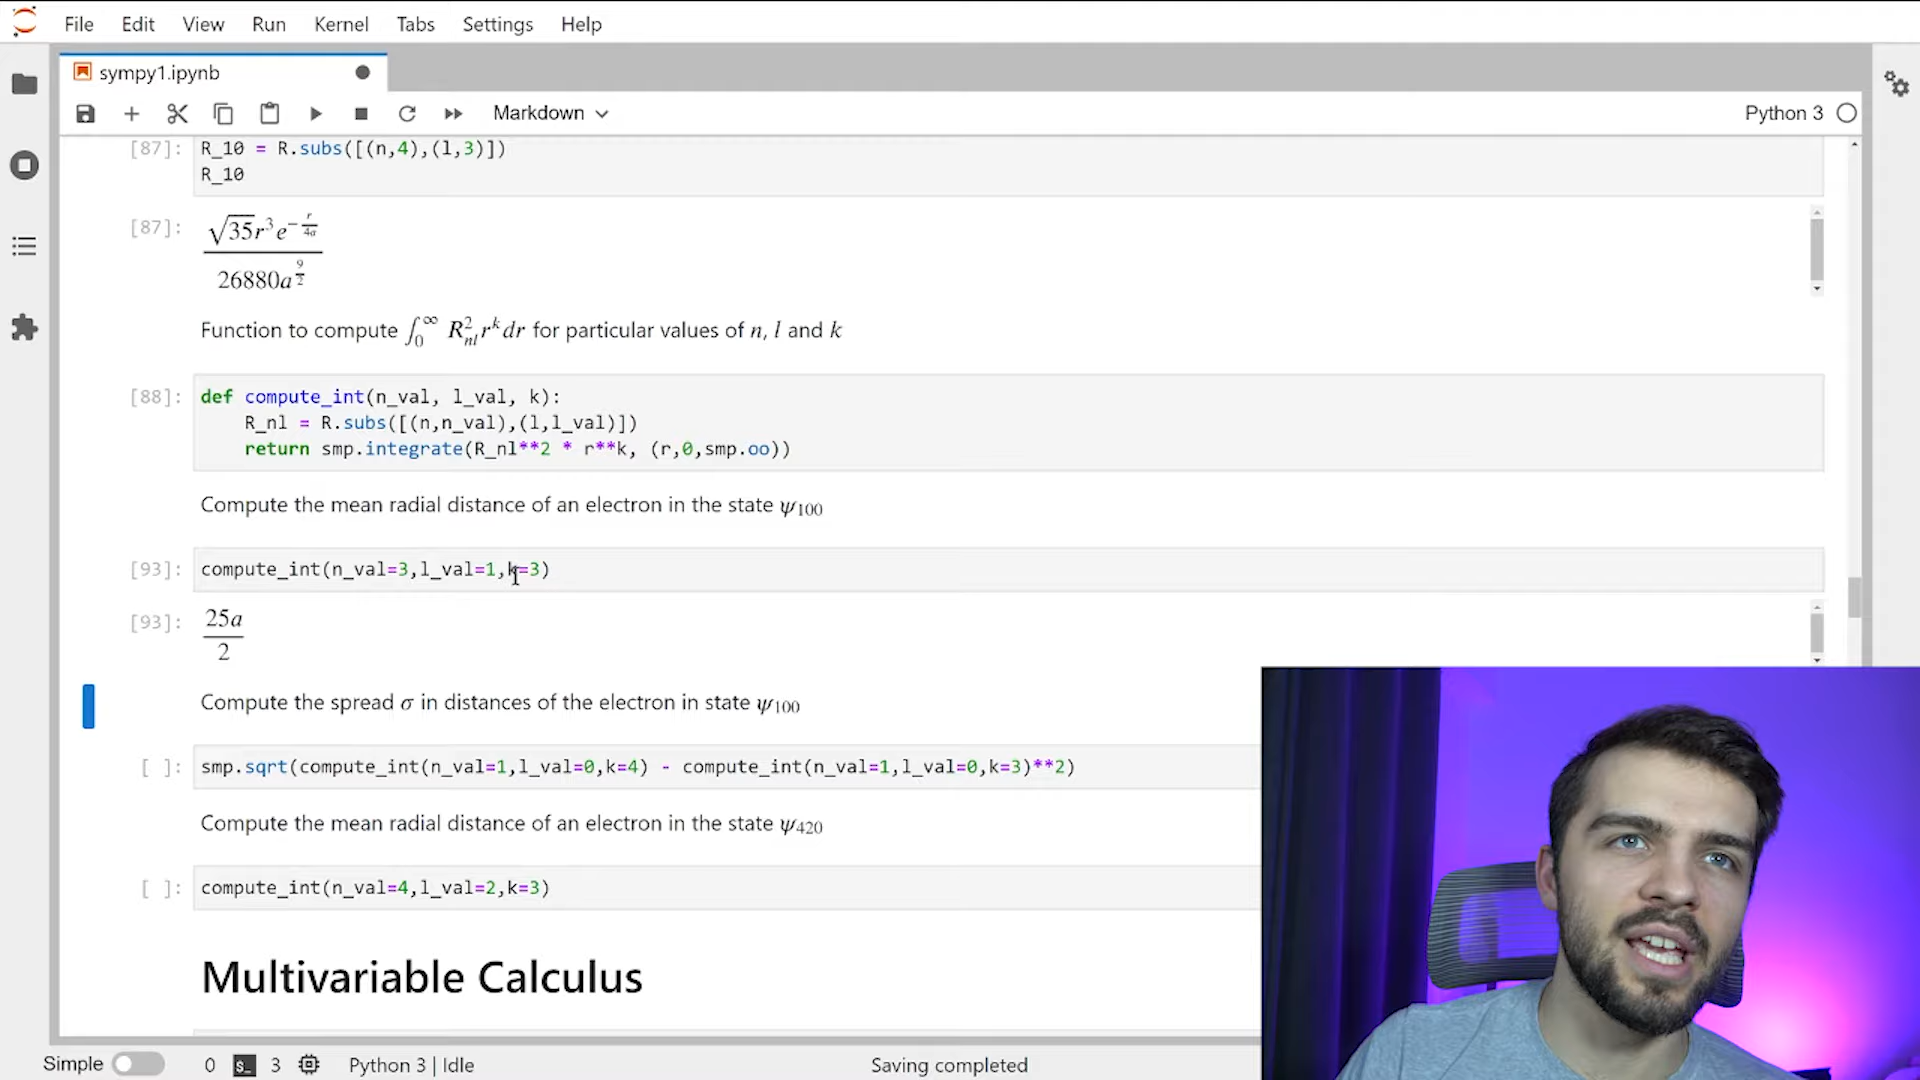 File Edit View Run Kernel Tabs Settings Help
sympy1.ipynb
Markdown Python 3
[87]: R_10 = R.subs([(n,4),(l,3)])
R_10
[87]: √35r³e^{-\frac{r}{4a}}
26880a^{\frac{9}{2}}
Function to compute ∫₀^∞ R²ₙₗ rᵏ dr for particular values of n, l and k
[88]: def compute_int(n_val, l_val, k):
R_nl = R.subs([(n,n_val),(l,l_val)])
return smp.integrate(R_nl**2 * r**k, (r,0,smp.oo))
Compute the mean radial distance of an electron in the state ψ₁₀₀
[93]: compute_int(n_val=3,l_val=1,k=3)
[93]: 25a
2
Compute the spread σ in distances of the electron in state ψ₁₀₀
[ ]: smp.sqrt(compute_int(n_val=1,l_val=0,k=4) - compute_int(n_val=1,l_val=0,k=3)**2)
Compute the mean radial distance of an electron in the state ψ₄₂₀
[ ]: compute_int(n_val=4,l_val=2,k=3)
Multivariable Calculus
Simple 0 $_ 3 Python 3 | Idle Saving completed